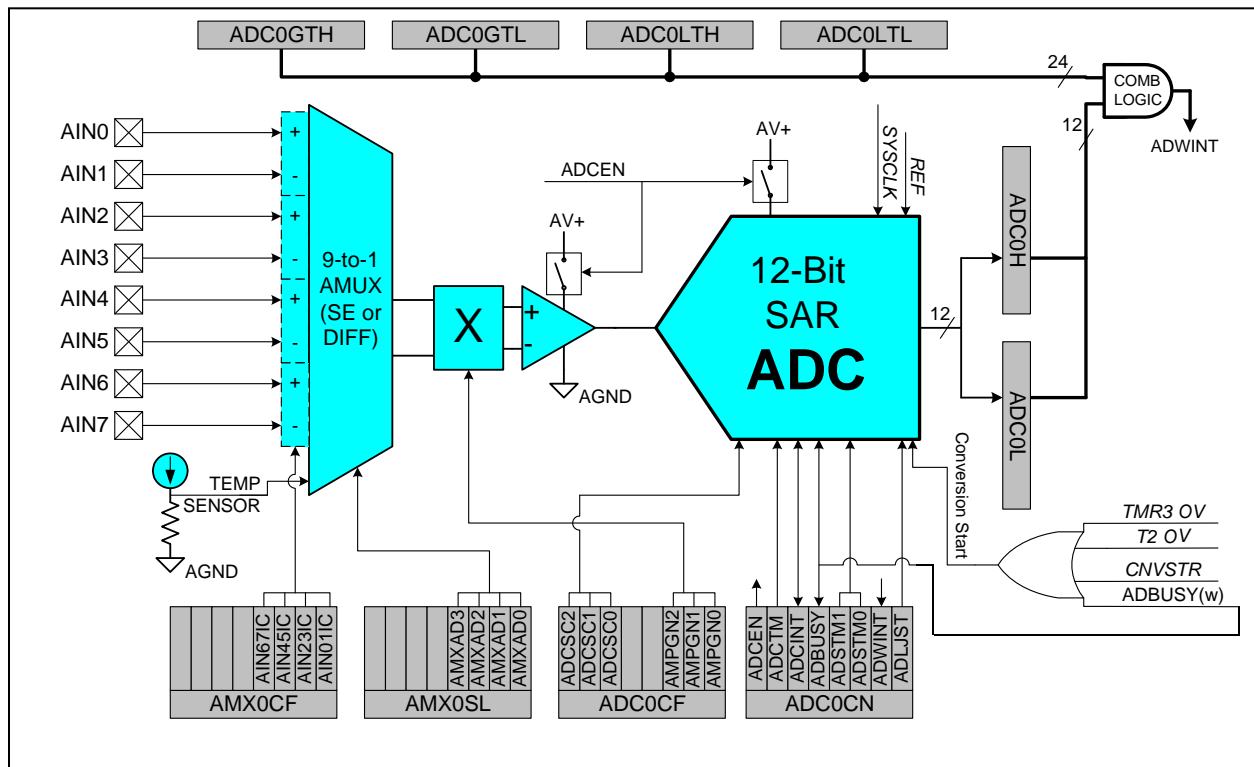 ADC0GTH
ADC0GTL
ADC0LTH
ADC0LTL
24
COMB
LOGIC
12
ADWINT
AIN0
AIN1
AIN2
AIN3
AIN4
AIN5
AIN6
AIN7
+
-
+
-
+
-
+
-
9-to-1
AMUX
(SE or
DIFF)
TEMP
SENSOR
AGND
X
+
-
AV+
AGND
ADCEN
AV+
SYSCLK
REF
12-Bit
SAR
ADC
12
ADC0H
ADC0L
Conversion Start
TMR3 OV
T2 OV
CNVSTR
ADBUSY(w)
AIN67IC
AIN45IC
AIN23IC
AIN01IC
AMX0CF
AMXAD3
AMXAD2
AMXAD1
AMXAD0
AMX0SL
ADCSC2
ADCSC1
ADCSC0
AMPGN2
AMPGN1
AMPGN0
ADC0CF
ADCEN
ADCTM
ADCINT
ADBUSY
ADSTM1
ADSTM0
ADWINT
ADLJST
ADC0CN